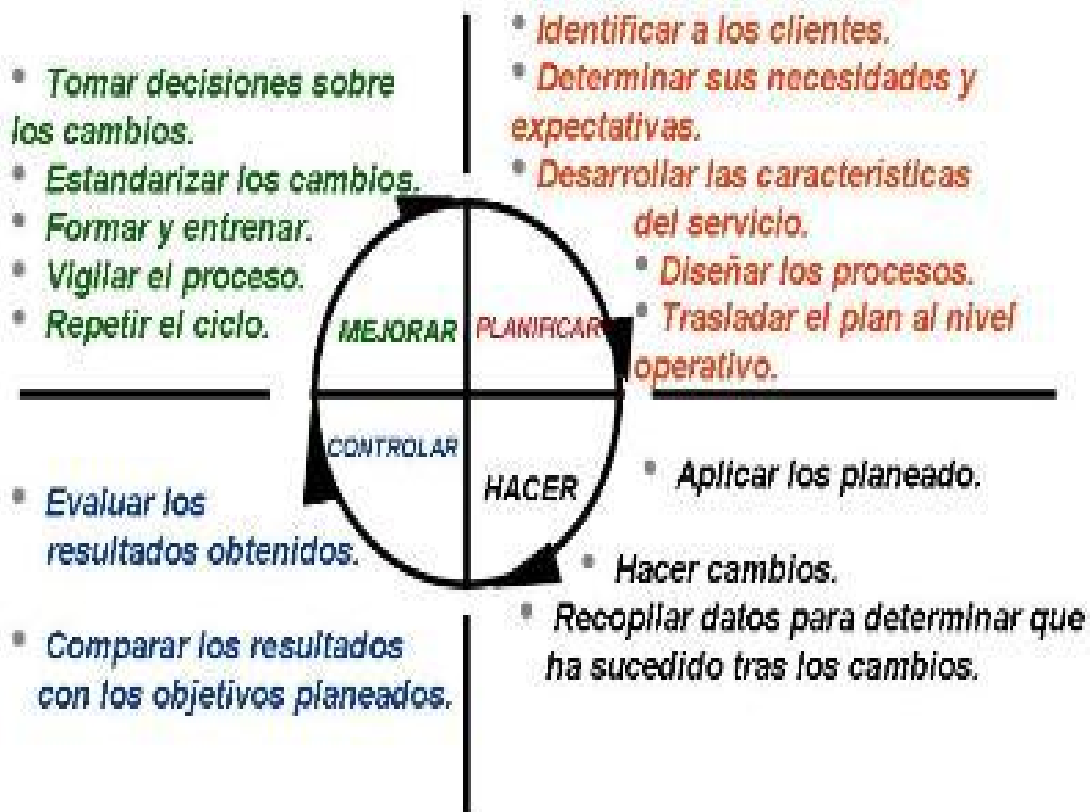 • Tomar decisiones sobre
los cambios.
• Estandarizar los cambios.
• Formar y entrenar.
• Vigilar el proceso.
• Repetir el ciclo.
• Identificar a los clientes.
• Determinar sus necesidades y
expectativas.
• Desarrollar las características
del servicio.
• Diseñar los procesos.
• Trasladar el plan al nivel
operativo.
MEJORAR
PLANIFICAR
CONTROLAR
HACER
• Evaluar los
resultados obtenidos.
• Comparar los resultados
con los objetivos planeados.
• Aplicar los planeado.
• Hacer cambios.
• Recopilar datos para determinar que
ha sucedido tras los cambios.